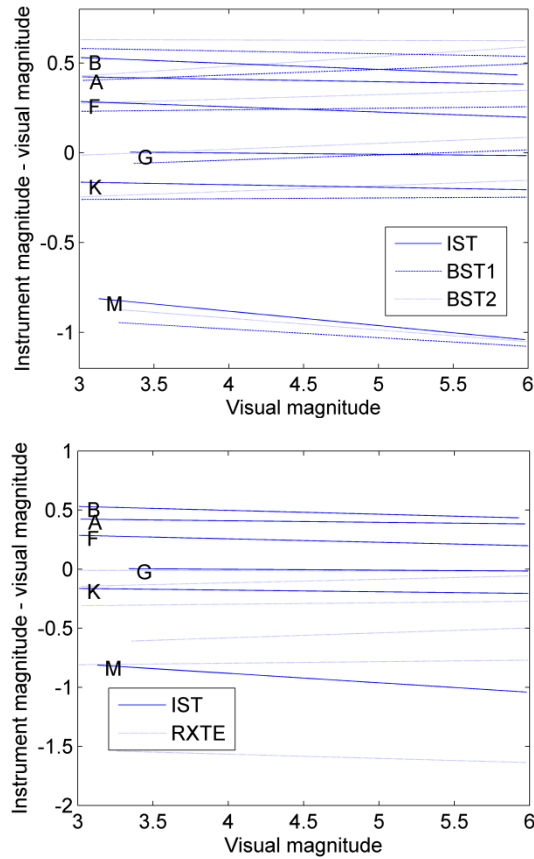 Instrument magnitude - visual magnitude
0.5
0
-0.5
-1
B
A
F
G
K
M
IST
BST1
BST2
3 3.5 4 4.5 5 5.5 6
Visual magnitude
Instrument magnitude - visual magnitude
1
0.5
0
-0.5
-1
-1.5
-2
B
A
F
G
K
M
IST
RXTE
3 3.5 4 4.5 5 5.5 6
Visual magnitude